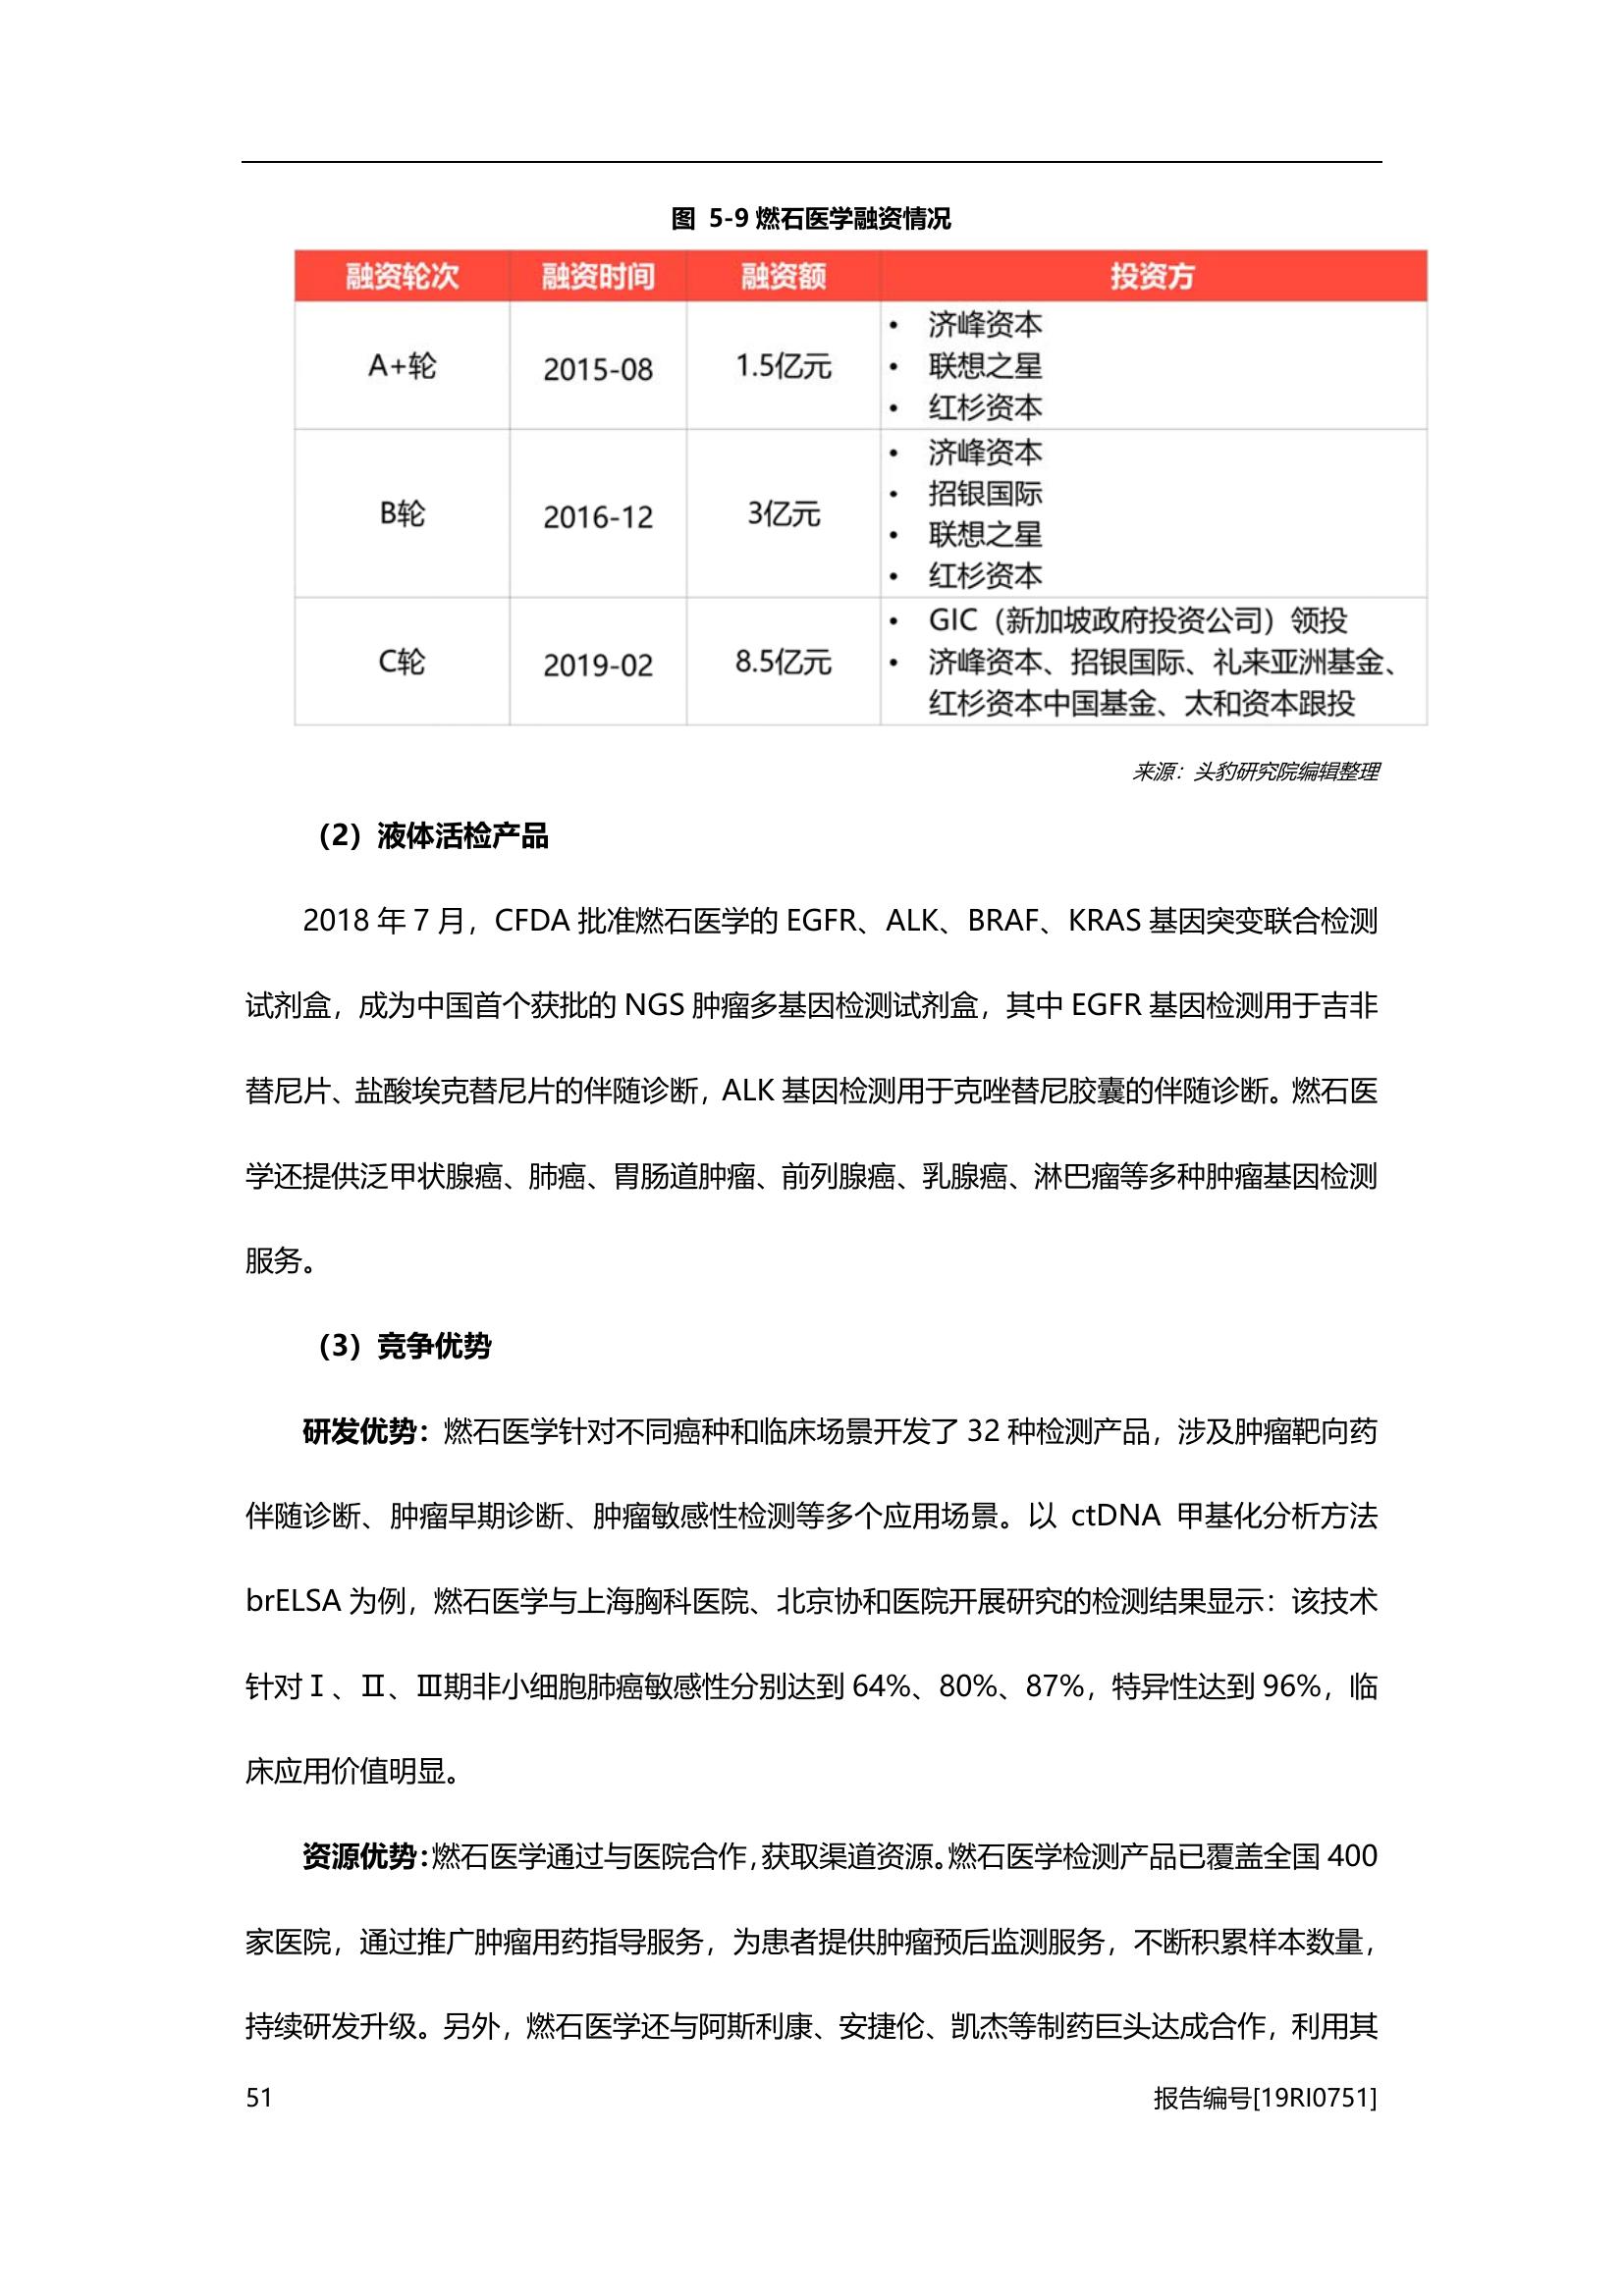 图 5-9 燃石医学融资情况
融资轮次 融资时间 融资额 投资方
A+轮 2015-08 1.5亿元
• 济峰资本
• 联想之星
• 红杉资本
B轮 2016-12 3亿元
• 济峰资本
• 招银国际
• 联想之星
• 红杉资本
C轮 2019-02 8.5亿元
• GIC（新加坡政府投资公司）领投
• 济峰资本、招银国际、礼来亚洲基金、
红杉资本中国基金、太和资本跟投
来源：头豹研究院编辑整理
（2）液体活检产品
2018 年 7 月，CFDA 批准燃石医学的 EGFR、ALK、BRAF、KRAS 基因突变联合检测
试剂盒，成为中国首个获批的 NGS 肿瘤多基因检测试剂盒，其中 EGFR 基因检测用于吉非
替尼片、盐酸埃克替尼片的伴随诊断，ALK 基因检测用于克唑替尼胶囊的伴随诊断。燃石医
学还提供泛甲状腺癌、肺癌、胃肠道肿瘤、前列腺癌、乳腺癌、淋巴瘤等多种肿瘤基因检测
服务。
（3）竞争优势
研发优势：燃石医学针对不同癌种和临床场景开发了 32 种检测产品，涉及肿瘤靶向药
伴随诊断、肿瘤早期诊断、肿瘤敏感性检测等多个应用场景。以 ctDNA 甲基化分析方法
brELSA 为例，燃石医学与上海胸科医院、北京协和医院开展研究的检测结果显示：该技术
针对Ⅰ、Ⅱ、Ⅲ期非小细胞肺癌敏感性分别达到 64%、80%、87%，特异性达到 96%，临
床应用价值明显。
资源优势：燃石医学通过与医院合作，获取渠道资源。燃石医学检测产品已覆盖全国 400
家医院，通过推广肿瘤用药指导服务，为患者提供肿瘤预后监测服务，不断积累样本数量，
持续研发升级。另外，燃石医学还与阿斯利康、安捷伦、凯杰等制药巨头达成合作，利用其
51 报告编号[19RI0751]